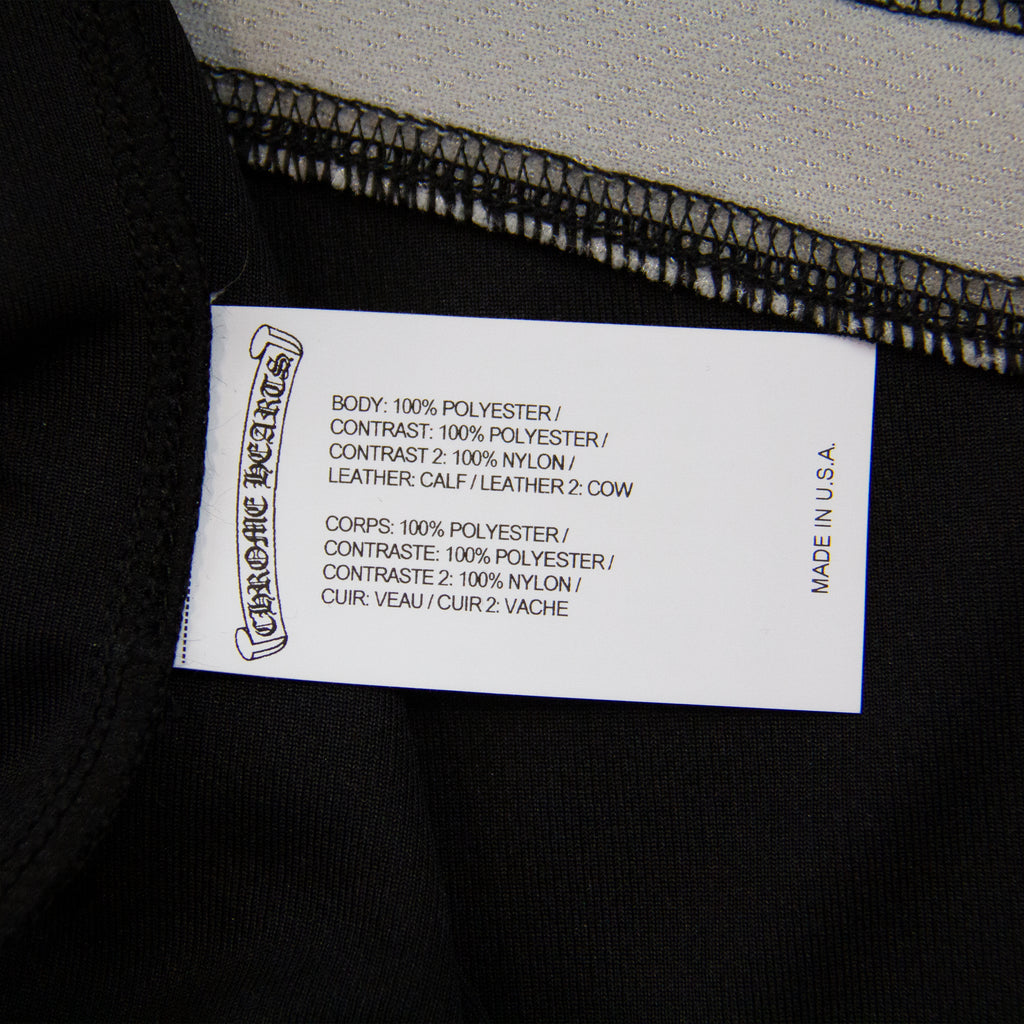 CHROME HEARTS
BODY: 100% POLYESTER /
CONTRAST: 100% POLYESTER /
CONTRAST 2: 100% NYLON /
LEATHER: CALF / LEATHER 2: COW
CORPS: 100% POLYESTER /
CONTRASTE: 100% POLYESTER /
CONTRASTE 2: 100% NYLON /
CUIR: VEAU / CUIR 2: VACHE
MADE IN U.S.A.